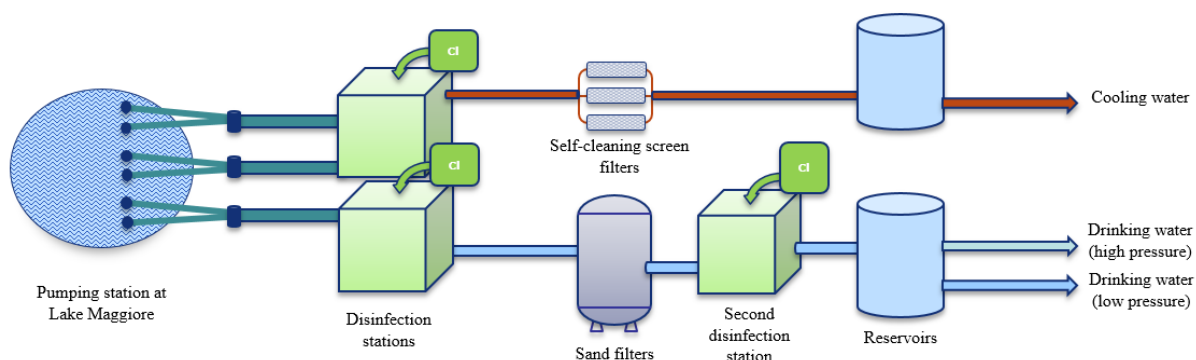 Cl
Cooling water
Self-cleaning screen
filters
Cl
Cl
Drinking water
(high pressure)
Drinking water
(low pressure)
Pumping station at
Lake Maggiore
Disinfection
stations
Sand filters
Second
disinfection
station
Reservoirs